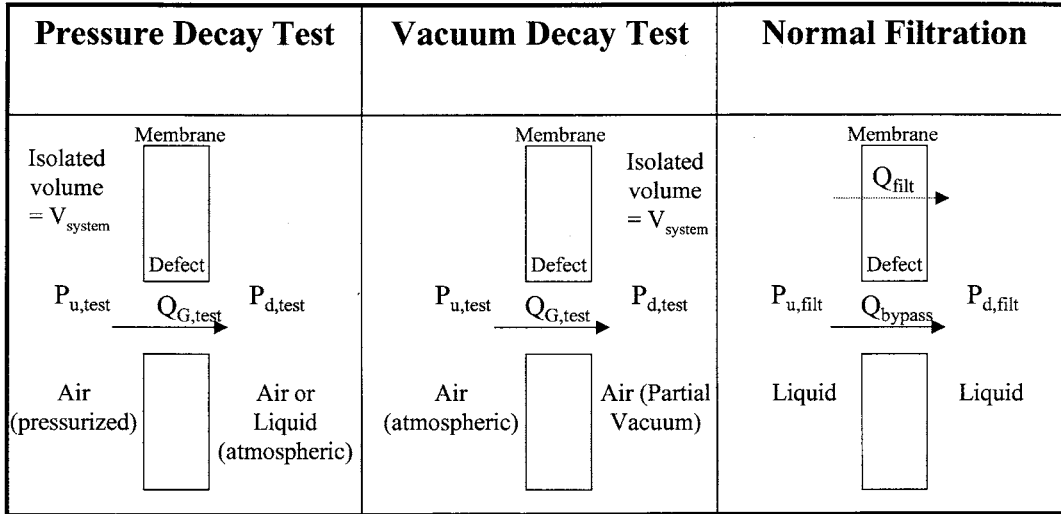 Pressure Decay Test
Vacuum Decay Test
Normal Filtration
Membrane
Isolated
volume
= V_system
Defect
P_u,test
Q_G,test
P_d,test
Air
(pressurized)
Air or
Liquid
(atmospheric)
Membrane
Isolated
volume
= V_system
Defect
P_u,test
Q_G,test
P_d,test
Air
(atmospheric)
Air (Partial
Vacuum)
Membrane
Q_filt
Defect
P_u,filt
Q_bypass
P_d,filt
Liquid
Liquid